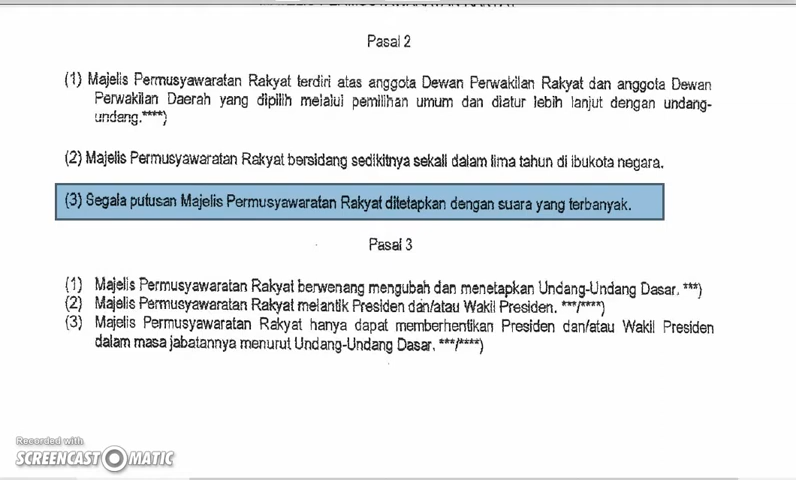 Pasal 2
(1) Majelis Permusyawaratan Rakyat terdiri atas anggota Dewan Perwakilan Rakyat dan anggota Dewan
Perwakilan Daerah yang dipilih melalui pemilihan umum dan diatur lebih lanjut dengan undang-
undang.****)
(2) Majelis Permusyawaratan Rakyat bersidang sedikitnya sekali dalam lima tahun di ibukota negara.
(3) Segala putusan Majelis Permusyawaratan Rakyat ditetapkan dengan suara yang terbanyak.
Pasal 3
(1) Majelis Permusyawaratan Rakyat berwenang mengubah dan menetapkan Undang-Undang Dasar. ***)
(2) Majelis Permusyawaratan Rakyat melantik Presiden dan/atau Wakil Presiden. ***/****)
(3) Majelis Permusyawaratan Rakyat hanya dapat memberhentikan Presiden dan/atau Wakil Presiden
dalam masa jabatannya menurut Undang-Undang Dasar. ***/****)
Recorded with
SCREENCAST-O-MATIC